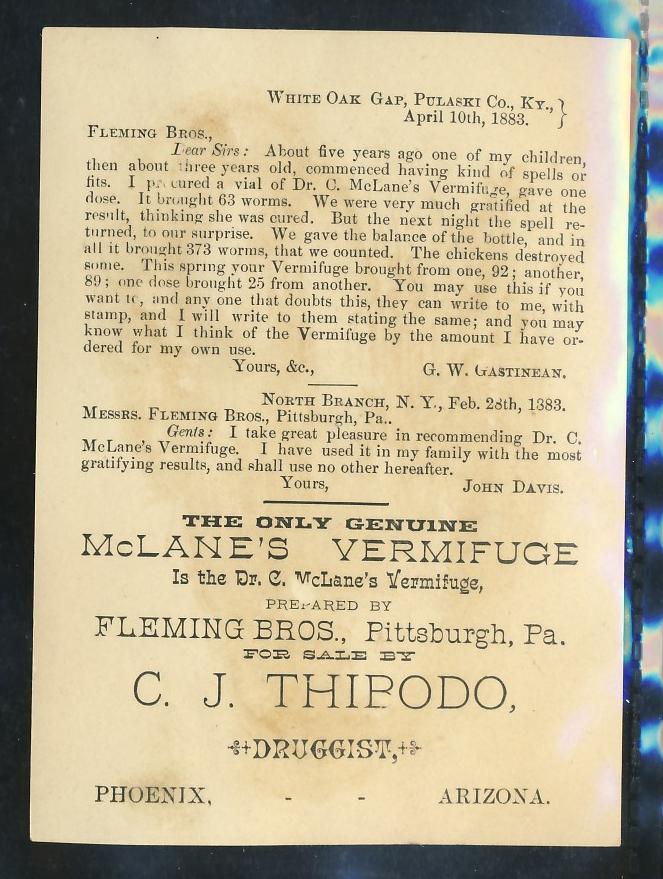 WHITE OAK GAP, PULASKI CO., KY., }
April 10th, 1883.
FLEMING BROS.,
Dear Sirs: About five years ago one of my children,
then about three years old, commenced having kind of spells or
fits. I procured a vial of Dr. C. McLane's Vermifuge, gave one
dose. It brought 63 worms. We were very much gratified at the
result, thinking she was cured. But the next night the spell re-
turned, to our surprise. We gave the balance of the bottle, and in
all it brought 373 worms, that we counted. The chickens destroyed
some. This spring your Vermifuge brought from one, 92; another,
89; one dose brought 25 from another. You may use this if you
want to, and any one that doubts this, they can write to me, with
stamp, and I will write to them stating the same; and you may
know what I think of the Vermifuge by the amount I have or-
dered for my own use.
Yours, &c., G. W. GASTINEAN.
NORTH BRANCH, N. Y., Feb. 28th, 1883.
MESSRS. FLEMING BROS., Pittsburgh, Pa..
Gents: I take great pleasure in recommending Dr. C.
McLane's Vermifuge. I have used it in my family with the most
gratifying results, and shall use no other hereafter.
Yours, JOHN DAVIS.
THE ONLY GENUINE
McLANE'S VERMIFUGE
Is the Dr. C. McLane's Vermifuge,
PREPARED BY
FLEMING BROS., Pittsburgh, Pa.
FOR SALE BY
C. J. THIBODO,
DRUGGIST,
PHOENIX, - - ARIZONA.